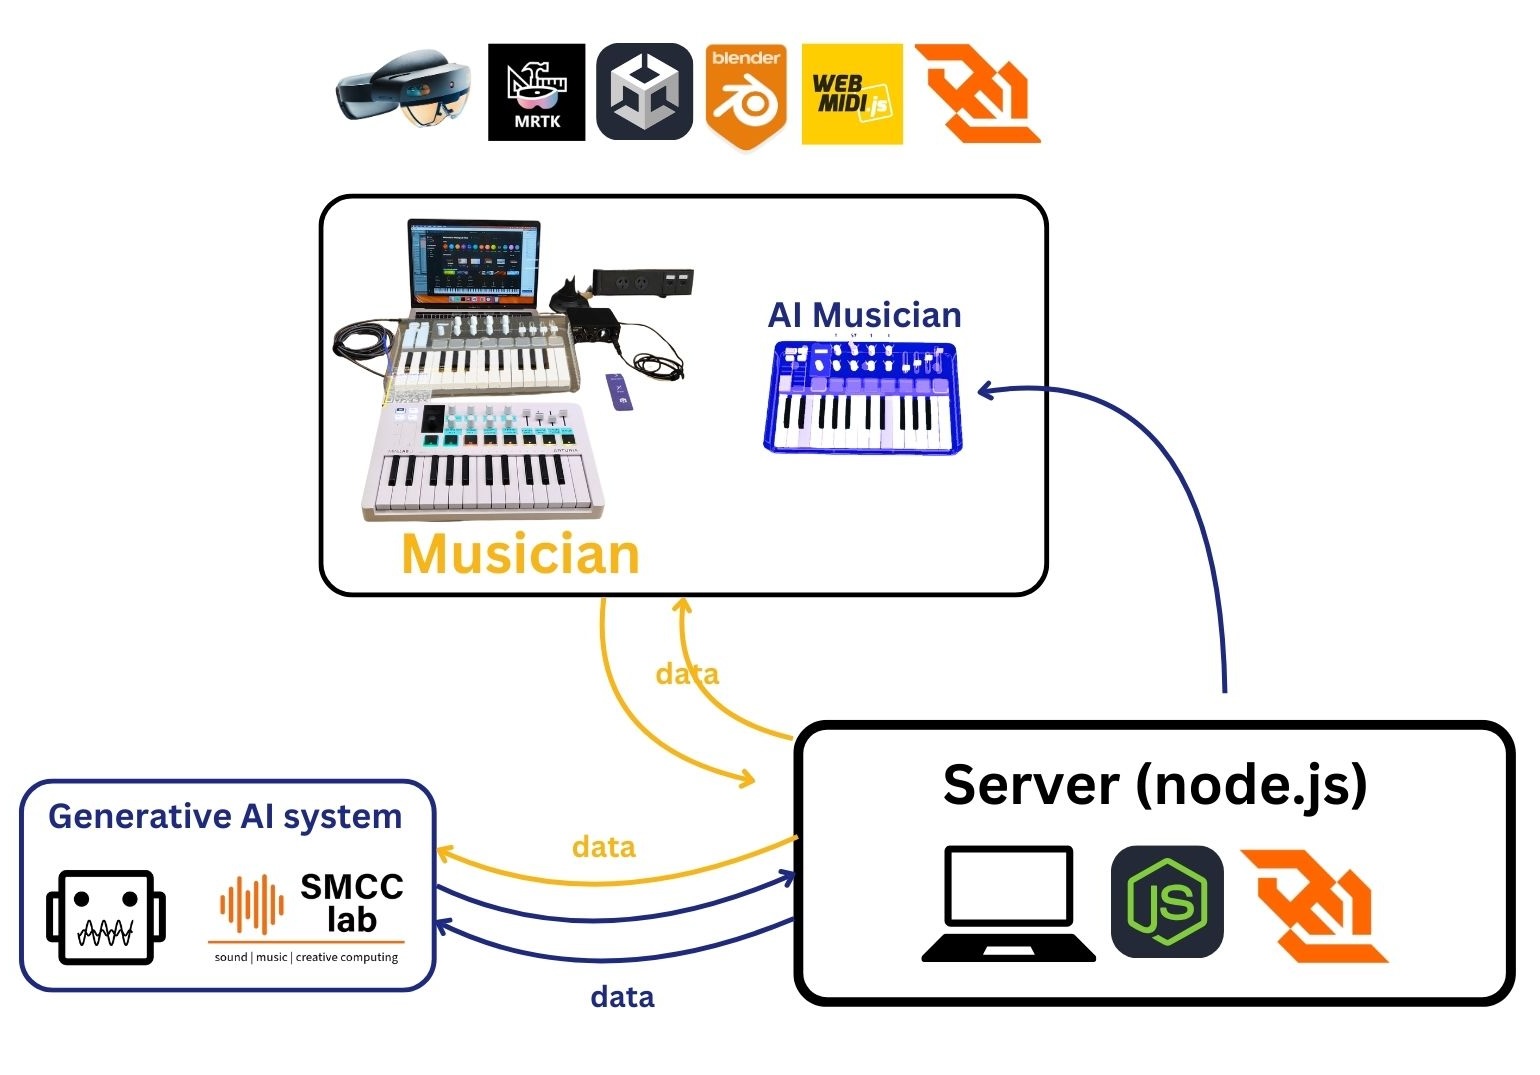 MRTK
blender
WEB
MIDI.js
AI Musician
ARTURIA
Musician
data
Server (node.js)
Generative AI system
data
SMCC
lab
JS
sound | music | creative computing
data